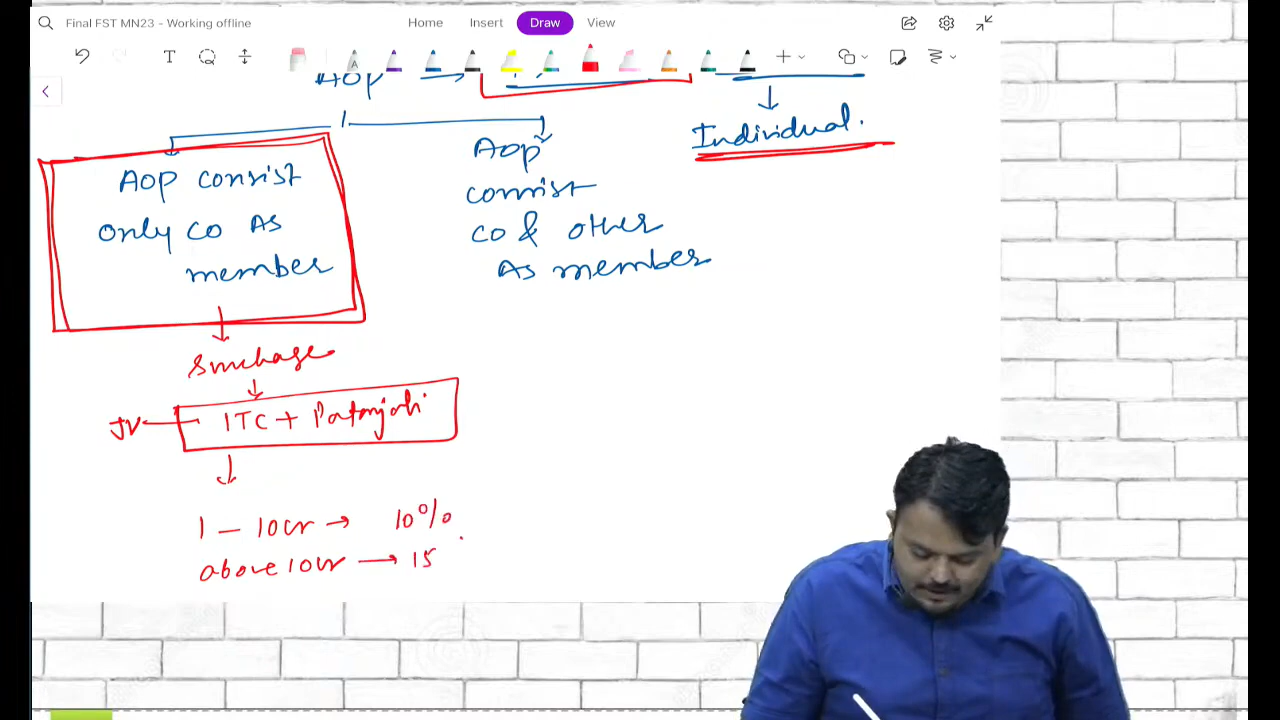 Final FST MN23 - Working offline
Home Insert Draw View
AOP
Individual.
AOP consist
only co As
member
AOP
consist
co & other
As member
Surcharge
JV
ITC + Patanjali
1 - 10cr → 10%
above 10cr → 15